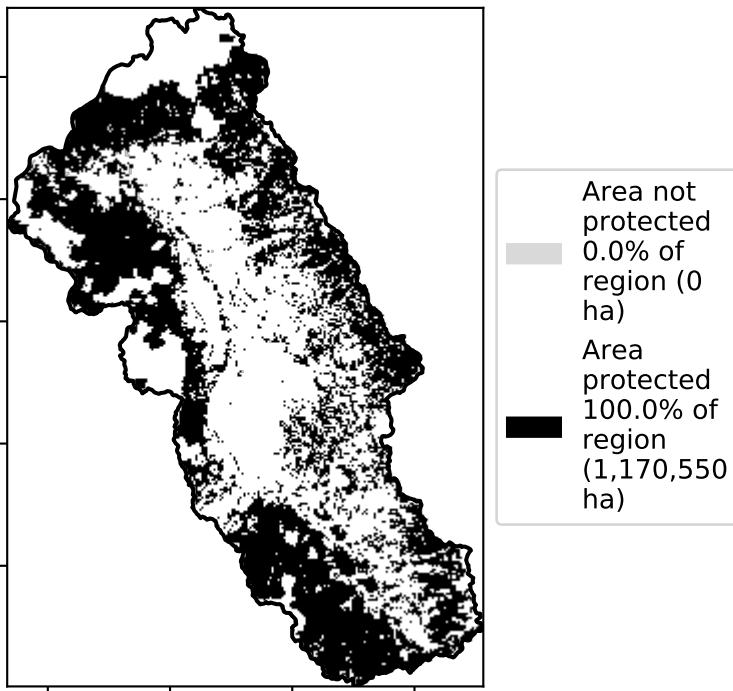 Area not
protected
0.0% of
region (0
ha)
Area
protected
100.0% of
region
(1,170,550
ha)